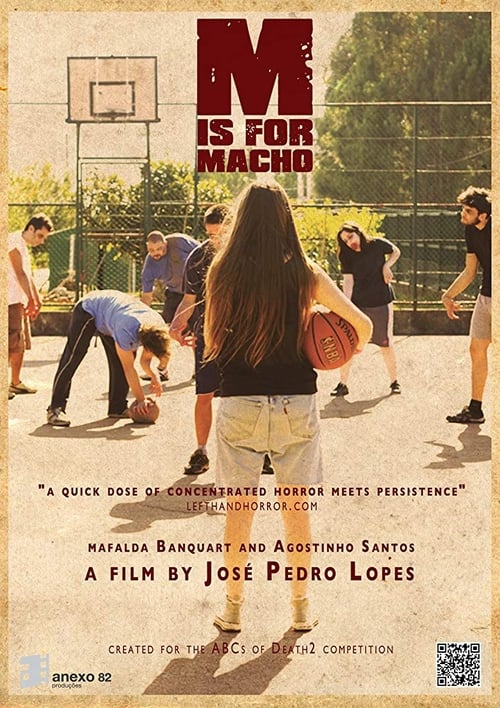 M
IS FOR
MACHO
SPALDING
"A QUICK DOSE OF CONCENTRATED HORROR MEETS PERSISTENCE"
LEFTHANDHORROR.COM
MAFALDA BANQUART AND AGOSTINHO SANTOS
A FILM BY JOSÉ PEDRO LOPES
CREATED FOR THE ABCS OF DEATH2 COMPETITION
anexo 82
produções